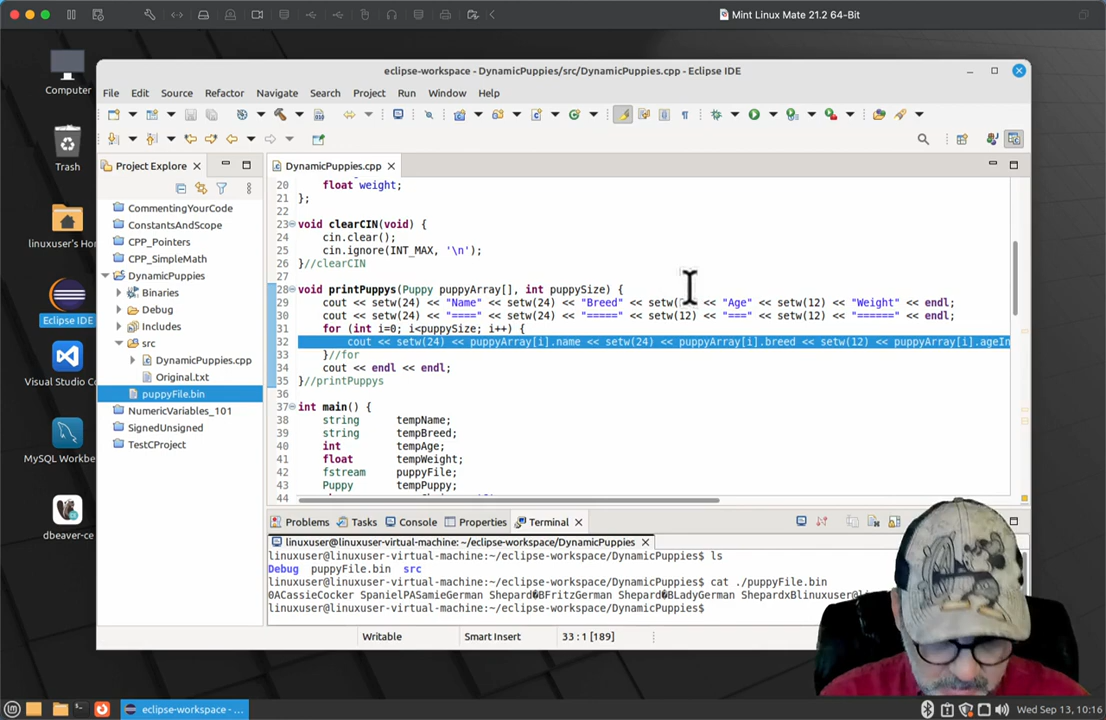 Mint Linux Mate 21.2 64-Bit
Computer
Trash
linuxuser's Ho
Eclipse IDE
Visual Studio Co
MySQL Workbe
dbeaver-ce
eclipse-workspace - DynamicPuppies/src/DynamicPuppies.cpp - Eclipse IDE
File Edit Source Refactor Navigate Search Project Run Window Help
Project Explore
CommentingYourCode
ConstantsAndScope
CPP_Pointers
CPP_SimpleMath
DynamicPuppies
Binaries
Debug
Includes
src
DynamicPuppies.cpp
Original.txt
puppyFile.bin
NumericVariables_101
SignedUnsigned
TestCProject
DynamicPuppies.cpp
20 float weight;
21 };
22
23 void clearCIN(void) {
24 cin.clear();
25 cin.ignore(INT_MAX, '\n');
26 }//clearCIN
27
28 void printPuppys(Puppy puppyArray[], int puppySize) {
29 cout << setw(24) << "Name" << setw(24) << "Breed" << setw( << "Age" << setw(12) << "Weight" << endl;
30 cout << setw(24) << "====" << setw(24) << "=====" << setw(12) << "===" << setw(12) << "======" << endl;
31 for (int i=0; i<puppySize; i++) {
32 cout << setw(24) << puppyArray[i].name << setw(24) << puppyArray[i].breed << setw(12) << puppyArray[i].ageIn
33 }//for
34 cout << endl << endl;
35 }//printPuppys
36
37 int main() {
38 string tempName;
39 string tempBreed;
40 int tempAge;
41 float tempWeight;
42 fstream puppyFile;
43 Puppy tempPuppy;
44
Problems Tasks Console Properties Terminal
linuxuser@linuxuser-virtual-machine: ~/eclipse-workspace/DynamicPuppies
linuxuser@linuxuser-virtual-machine:~/eclipse-workspace/DynamicPuppies$ ls
Debug puppyFile.bin src
linuxuser@linuxuser-virtual-machine:~/eclipse-workspace/DynamicPuppies$ cat ./puppyFile.bin
0ACassieCocker SpanielPASamieGerman Shepard�BFritzGerman Shepard�BLadyGerman ShepardxBlinuxuser@l
linuxuser@linuxuser-virtual-machine:~/eclipse-workspace/DynamicPuppies$
Writable Smart Insert 33 : 1 [189]
eclipse-workspace - ...
Wed Sep 13, 10:16